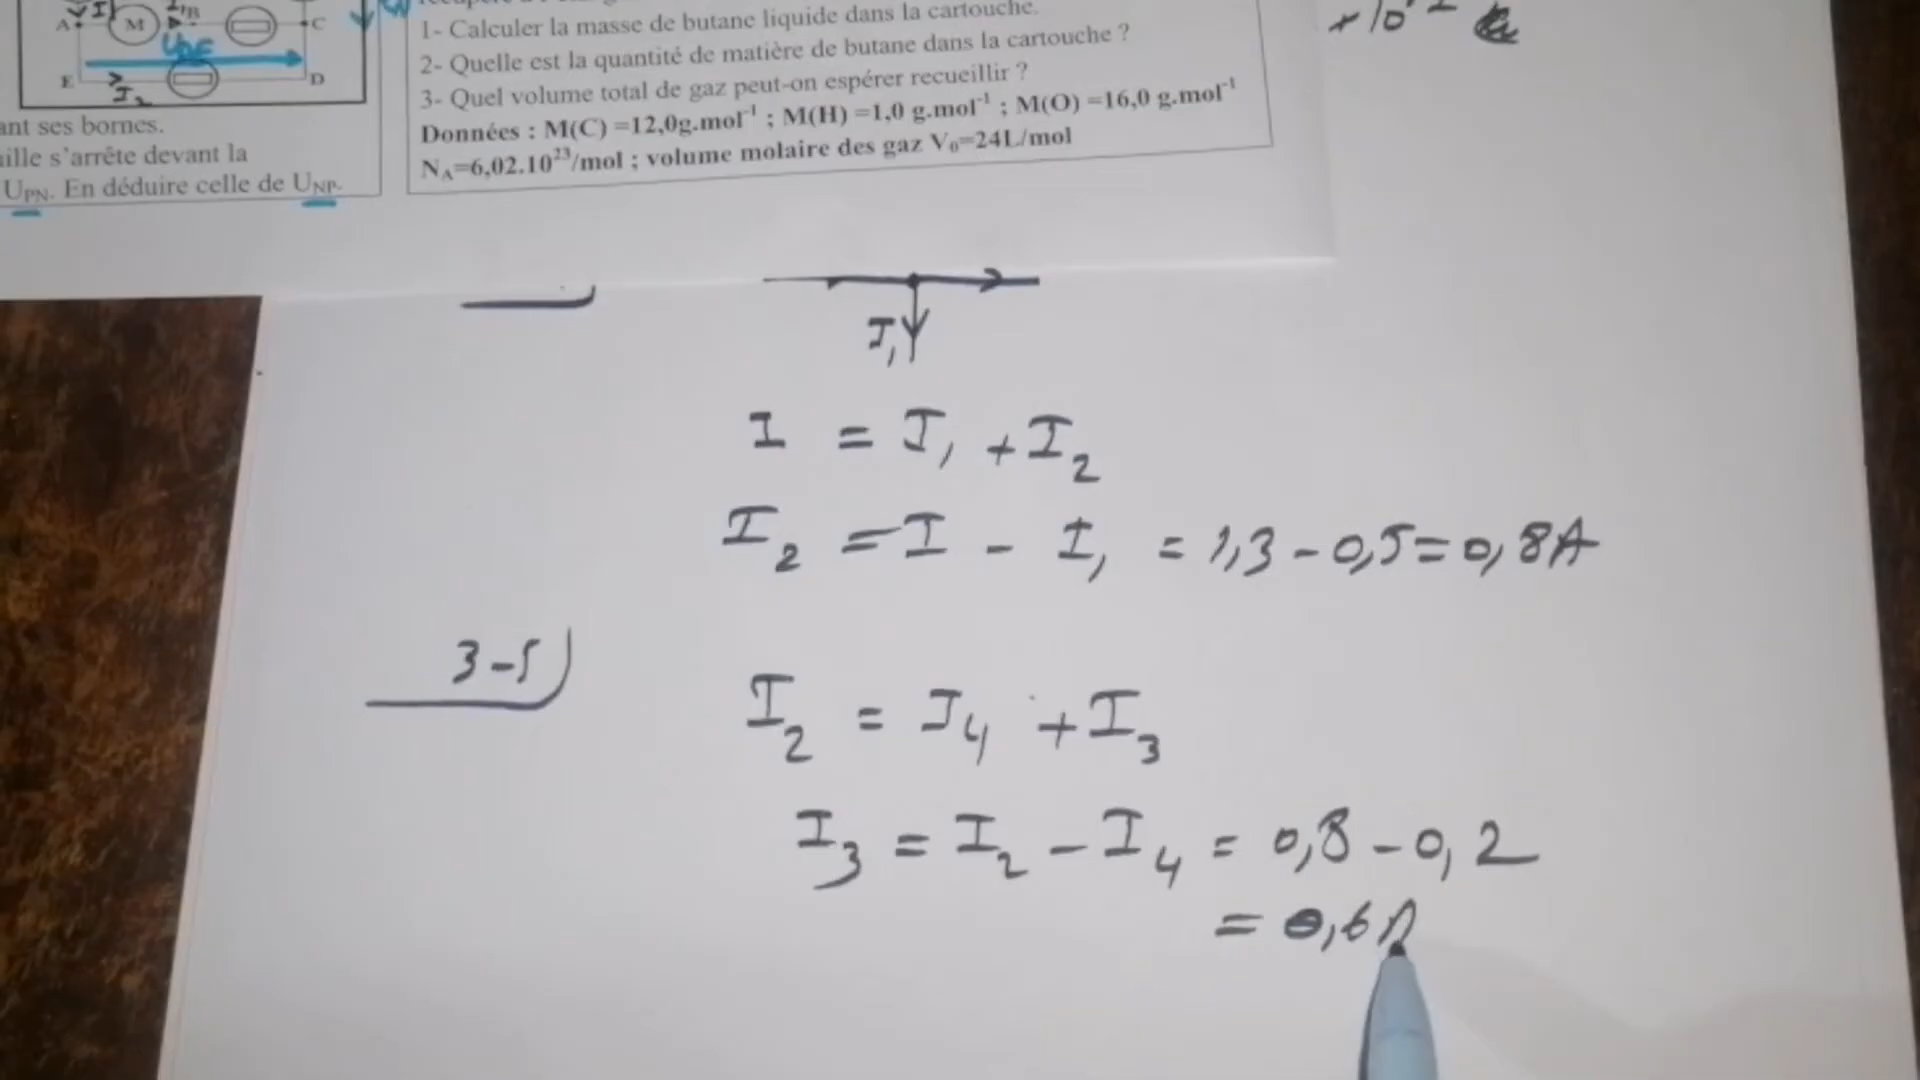 A I M I₁ B C
U_DE
E I₂ D
ant ses bornes.
ille s'arrête devant la
U_PN. En déduire celle de U_NP.
1- Calculer la masse de butane liquide dans la cartouche.
2- Quelle est la quantité de matière de butane dans la cartouche ?
3- Quel volume total de gaz peut-on espérer recueillir ?
Données : M(C) =12,0g.mol⁻¹ ; M(H) =1,0 g.mol⁻¹ ; M(O) =16,0 g.mol⁻¹
N_A=6,02.10²³/mol ; volume molaire des gaz V₀=24L/mol
I₁
I = I₁ + I₂
I₂ = I - I₁ = 1,3 - 0,5 = 0,8A
3-5)
I₂ = I₄ + I₃
I₃ = I₂ - I₄ = 0,8 - 0,2
= 0,6A